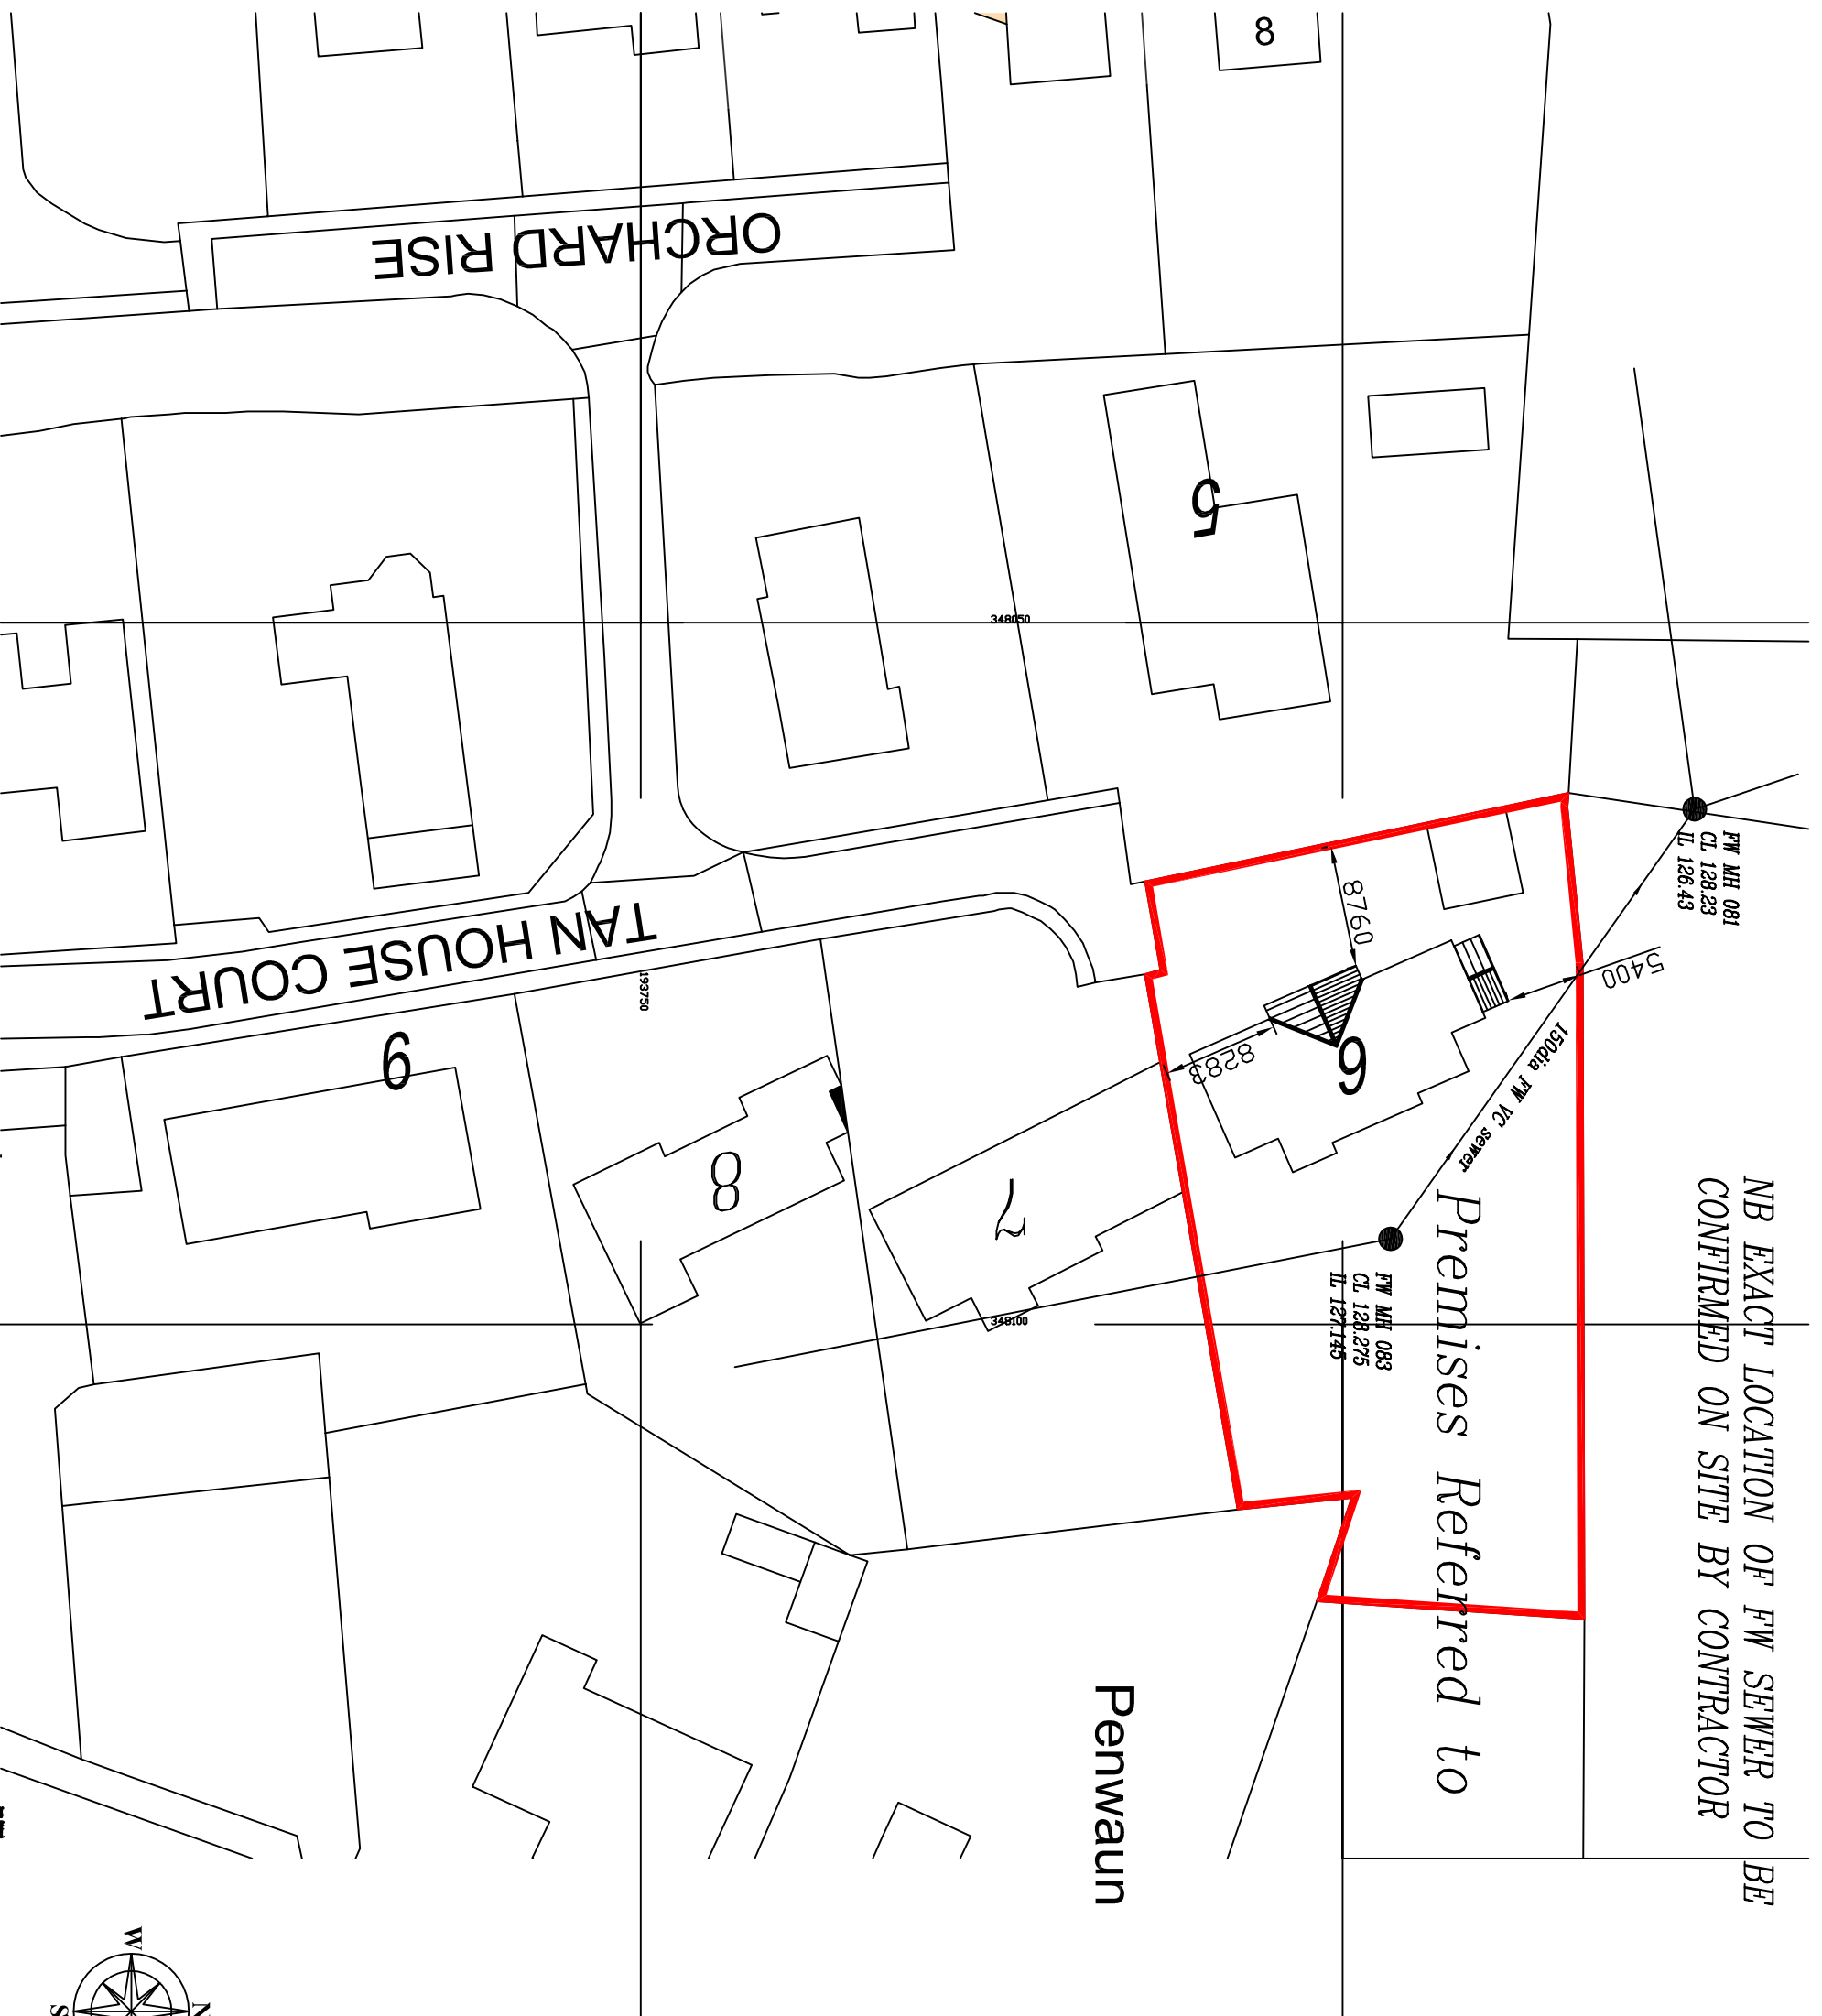 8
ORCHARD RISE
5
348050
FW MH 081
CL 128.23
IL 126.43
8760
5400
TAN HOUSE COURT
193750
9
8283
6
150dia FW VC sewer
8
7
FW MH 083
CL 128.275
IL 127.145
348100
NB EXACT LOCATION OF FW SEWER TO BE
CONFIRMED ON SITE BY CONTRACTOR
Premises Referred to
Penwaun
W
S
N